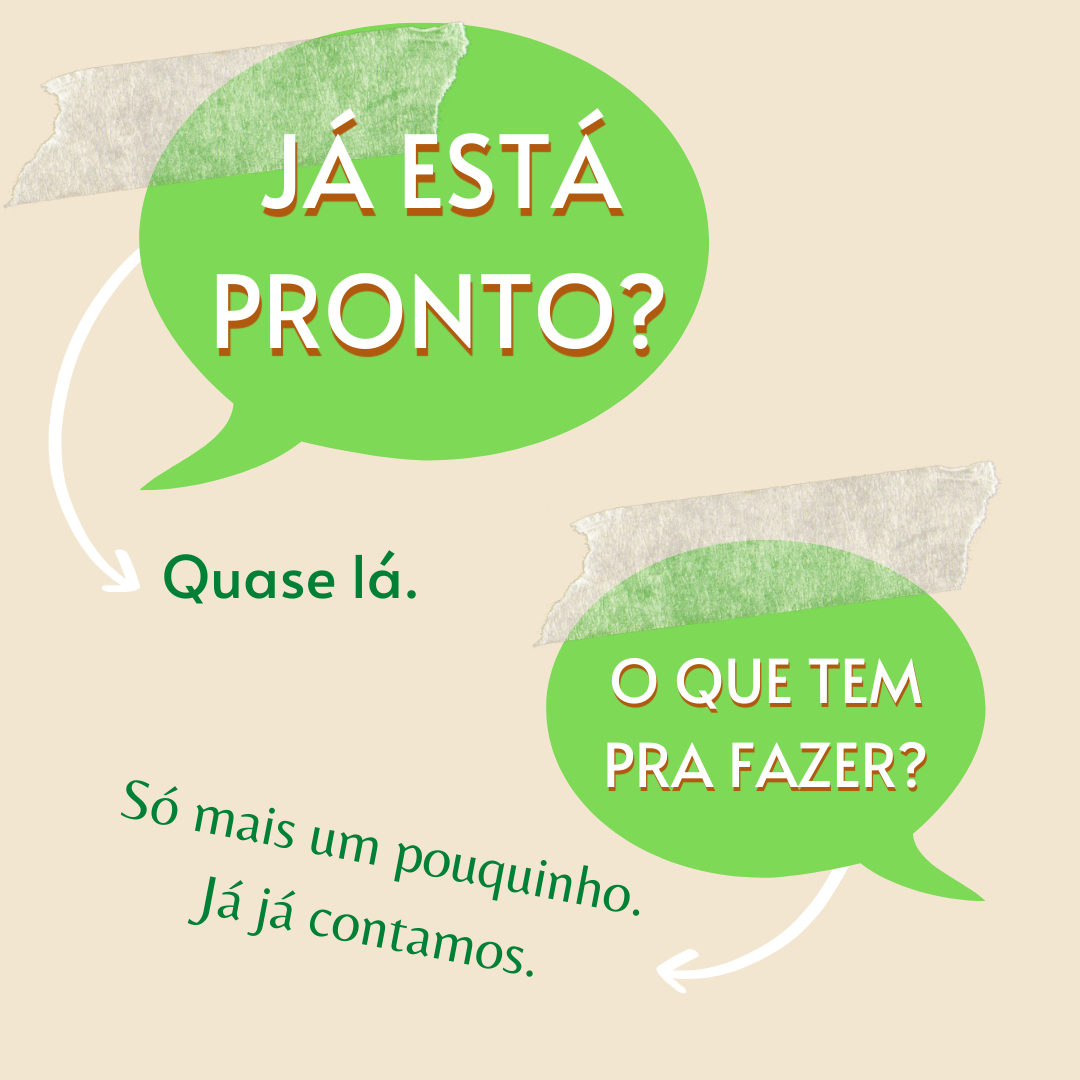 JÁ ESTÁ
PRONTO?
Quase lá.
O QUE TEM
PRA FAZER?
Só mais um pouquinho.
Já já contamos.